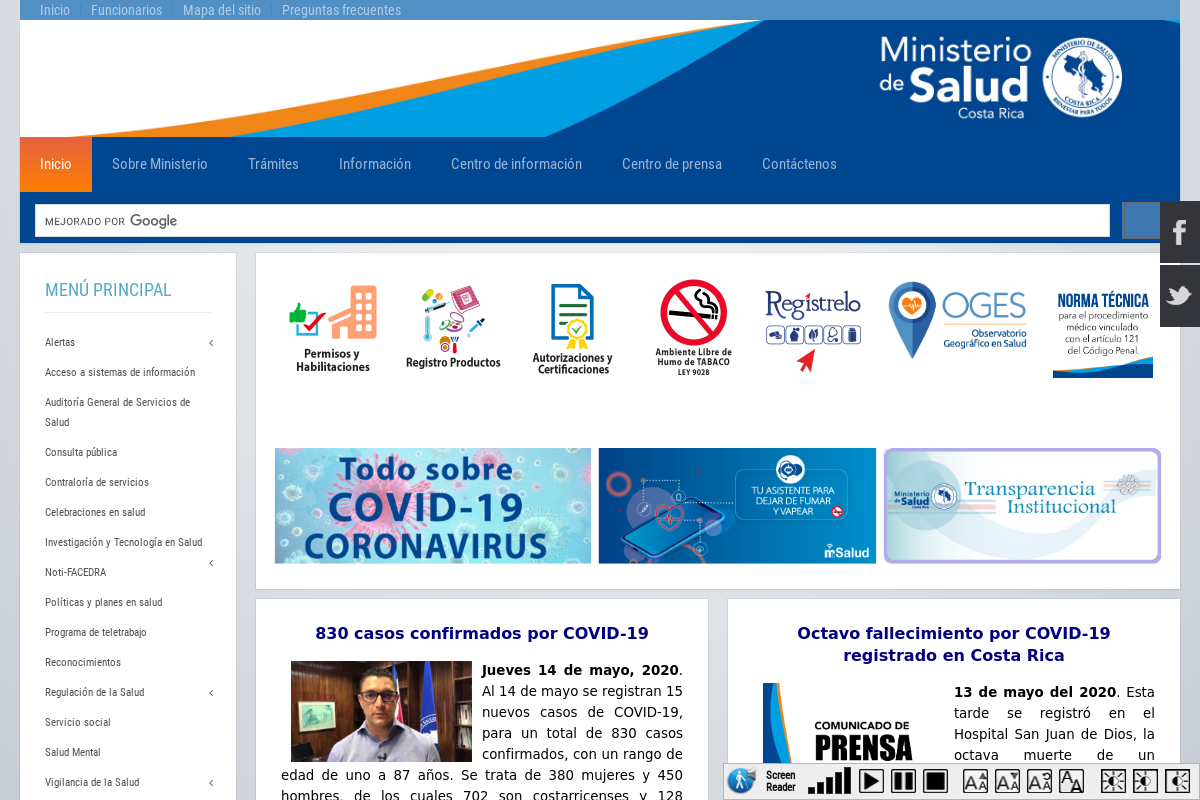 Inicio
Funcionarios
Mapa del sitio
Preguntas frecuentes
Ministerio
de Salud
Costa Rica
MINISTERIO DE SALUD
COSTA RICA
BIENESTAR PARA TODOS
Inicio
Sobre Ministerio
Trámites
Información
Centro de información
Centro de prensa
Contáctenos
MEJORADO POR Google
MENÚ PRINCIPAL
Alertas
Acceso a sistemas de información
Auditoría General de Servicios de
Salud
Consulta pública
Contraloría de servicios
Celebraciones en salud
Investigación y Tecnología en Salud
Noti-FACEDRA
Políticas y planes en salud
Programa de teletrabajo
Reconocimientos
Regulación de la Salud
Servicio social
Salud Mental
Vigilancia de la Salud
Permisos y
Habilitaciones
Registro Productos
Autorizaciones y
Certificaciones
Ambiente Libre de
Humo de TABACO
LEY 9028
Regístrelo
OGES
Observatorio
Geográfico en Salud
NORMA TÉCNICA
para el procedimiento
médico vinculado
con el artículo 121
del Código Penal.
Todo sobre
COVID-19
CORONAVIRUS
TU ASISTENTE PARA
DEJAR DE FUMAR
Y VAPEAR
mSalud
Ministerio
de Salud
Costa Rica
Transparencia
Institucional
830 casos confirmados por COVID-19
Jueves 14 de mayo, 2020.
Al 14 de mayo se registran 15
nuevos casos de COVID-19,
para un total de 830 casos
confirmados, con un rango de
edad de uno a 87 años. Se trata de 380 mujeres y 450
hombres, de los cuales 702 son costarricenses y 128
Octavo fallecimiento por COVID-19
registrado en Costa Rica
COMUNICADO DE
PRENSA
13 de mayo del 2020. Esta
tarde se registró en el
Hospital San Juan de Dios, la
octava muerte de un
Screen
Reader